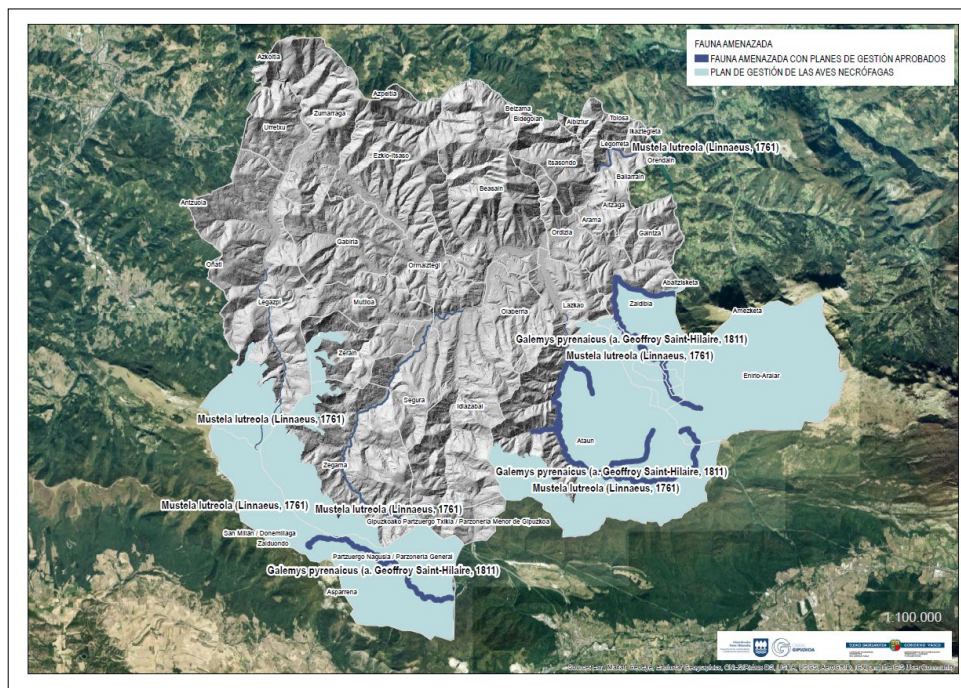 FAUNA AMENAZADA
FAUNA AMENAZADA CON PLANES DE GESTIÓN APROBADOS
PLAN DE GESTIÓN DE LAS AVES NECRÓFAGAS
Azkoitia
Azpeitia
Zumarraga
Beizama
Bidegoian
Albiztur
Tolosa
Urretxu
Ikaztegieta
Legorreta
Mustela lutreola (Linnaeus, 1761)
Ezkio-Itsaso
Itsasondo
Orendain
Baliarrain
Beasain
Antzuola
Altzaga
Arama
Ordizia
Gaintza
Gabiria
Oñati
Ormaiztegi
Abaltzisketa
Legazpi
Mutiloa
Olaberria
Lazkao
Zaldibia
Amezketa
Galemys pyrenaicus (a. Geoffroy Saint-Hilaire, 1811)
Zerain
Mustela lutreola (Linnaeus, 1761)
Enirio-Aralar
Segura
Idiazabal
Mustela lutreola (Linnaeus, 1761)
Ataun
Zegama
Galemys pyrenaicus (a. Geoffroy Saint-Hilaire, 1811)
Mustela lutreola (Linnaeus, 1761)
Mustela lutreola (Linnaeus, 1761)
Mustela lutreola (Linnaeus, 1761)
Gipuzkoako Partzuergo Txikia / Parzonería Menor de Gipuzkoa
San Millán / Donemiliaga
Zalduondo
Partzuergo Nagusia / Parzonería General
Galemys pyrenaicus (a. Geoffroy Saint-Hilaire, 1811)
Asparrena
1:100.000
GIPUZKOA
EUSKO JAURLARITZA
GOBIERNO VASCO